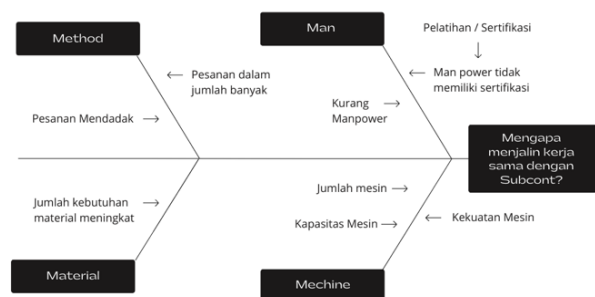 Method
Man
Pelatihan / Sertifikasi
Pesanan dalam
jumlah banyak
Man power tidak
memiliki sertifikasi
Pesanan Mendadak
Kurang
Manpower
Mengapa
menjalin kerja
sama dengan
Subcont?
Jumlah kebutuhan
material meningkat
Jumlah mesin
Kapasitas Mesin
Kekuatan Mesin
Material
Mechine